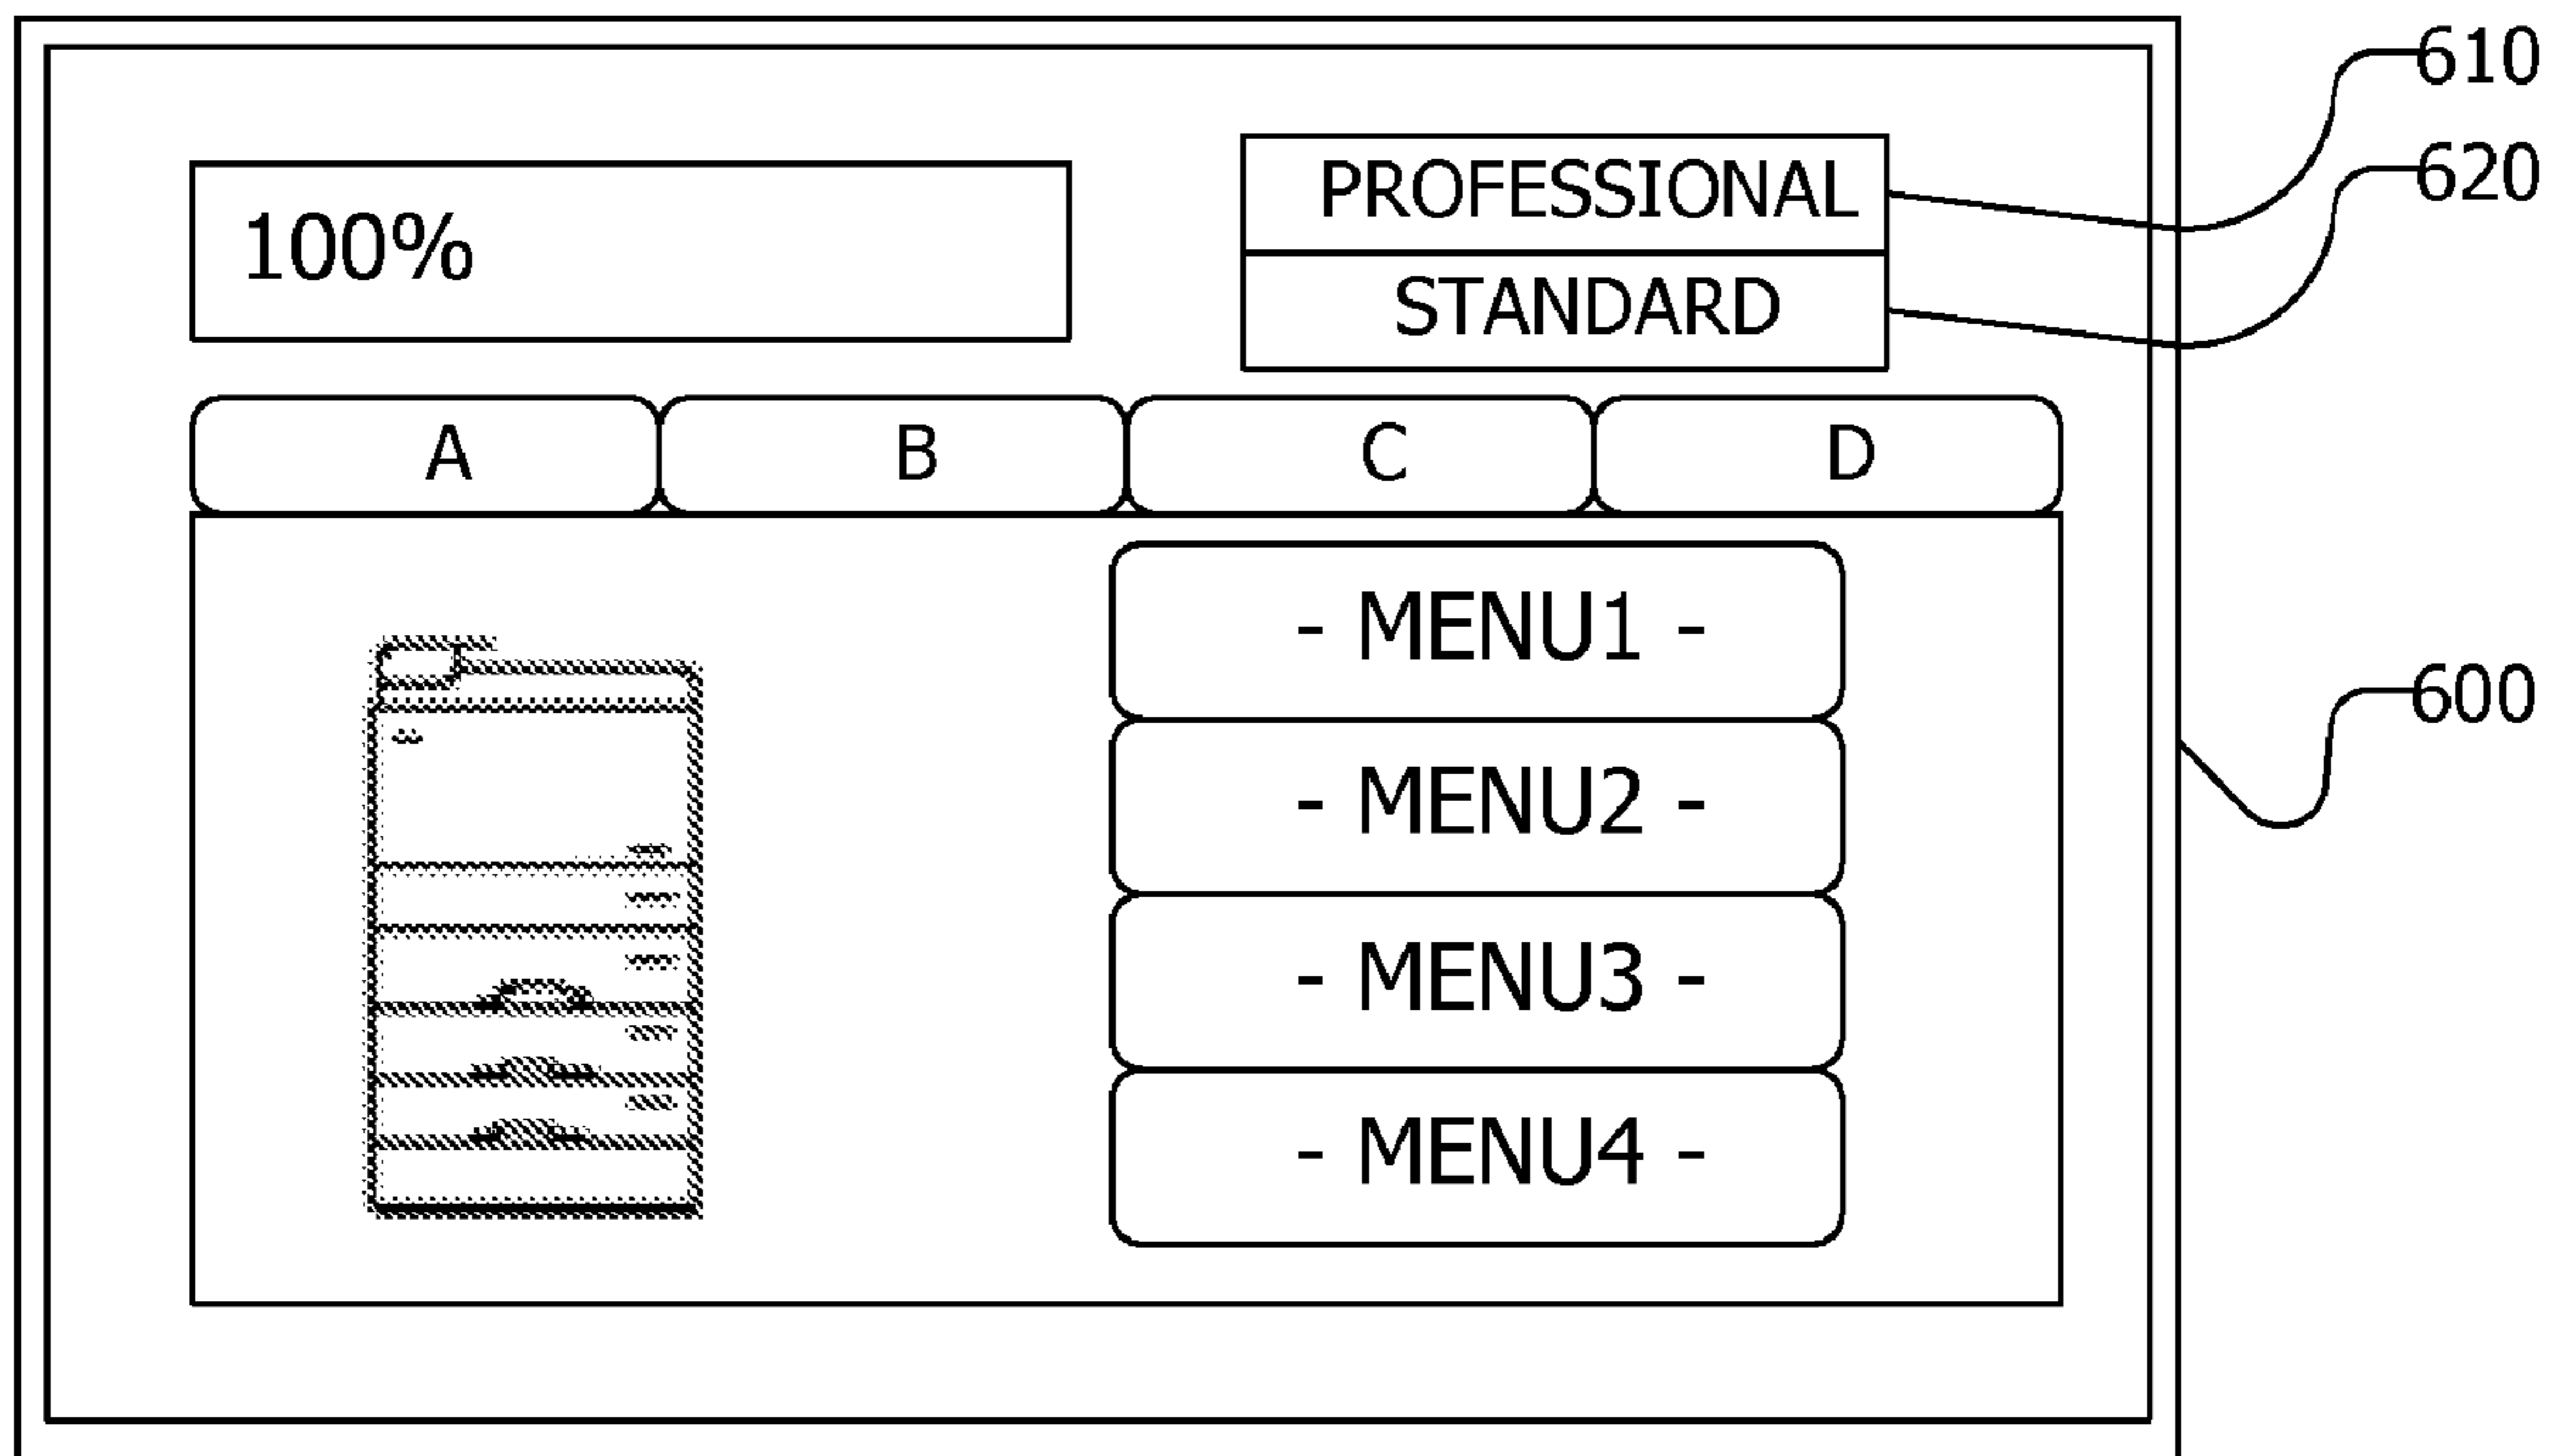 610
PROFESSIONAL
620
100%
STANDARD
A B C D
- MENU1 -
600
- MENU2 -
- MENU3 -
- MENU4 -